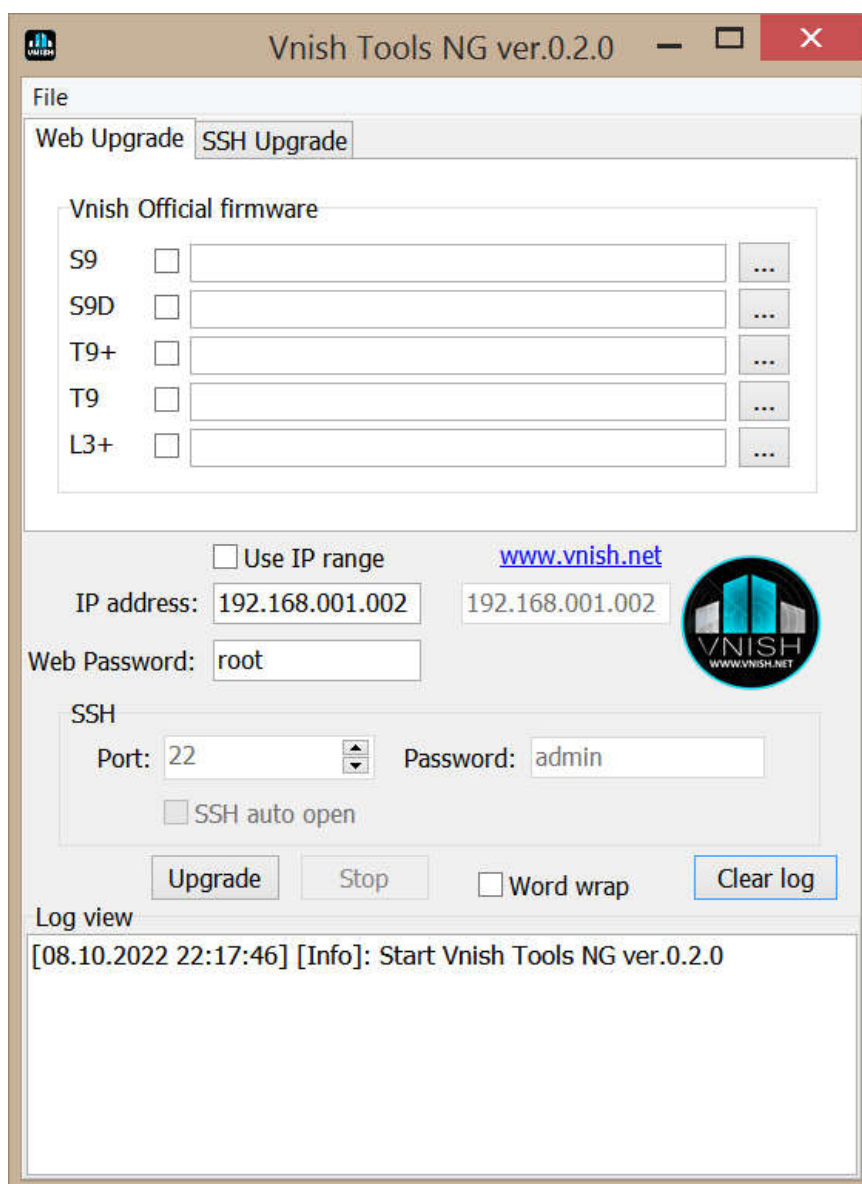 Vnish Tools NG ver.0.2.0
File
Web Upgrade SSH Upgrade
Vnish Official firmware
S9 ...
S9D ...
T9+ ...
T9 ...
L3+ ...
Use IP range www.vnish.net
IP address: 192.168.001.002 192.168.001.002
VNISH
WWW.VNISH.NET
Web Password: root
SSH
Port: 22 Password: admin
SSH auto open
Upgrade Stop Word wrap Clear log
Log view
[08.10.2022 22:17:46] [Info]: Start Vnish Tools NG ver.0.2.0